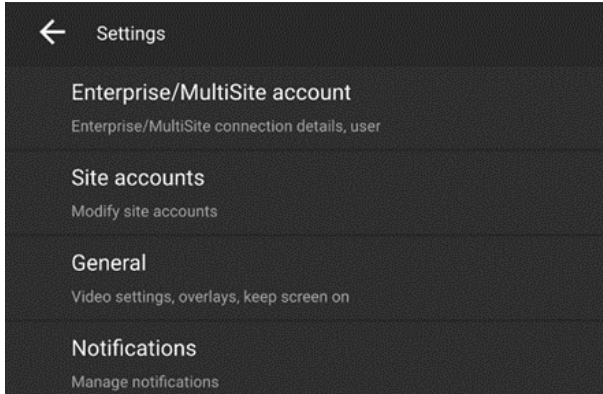 Settings
Enterprise/MultiSite account
Enterprise/MultiSite connection details, user
Site accounts
Modify site accounts
General
Video settings, overlays, keep screen on
Notifications
Manage notifications